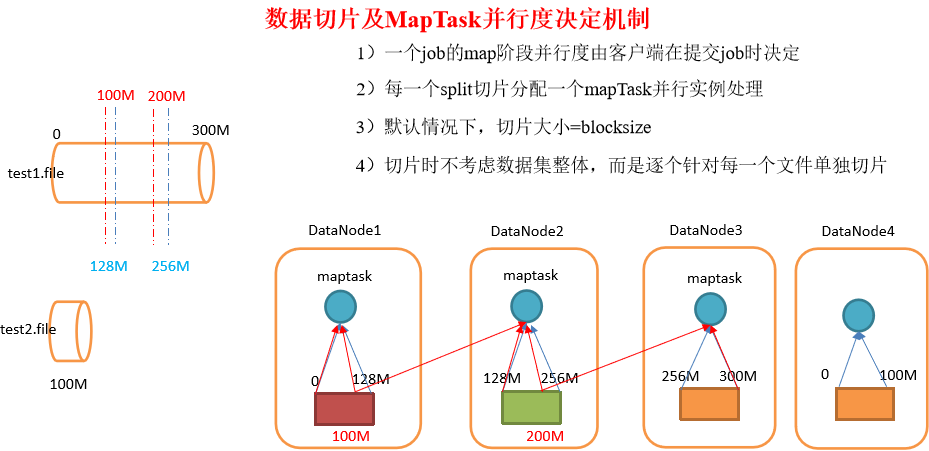 数据切片及MapTask并行度决定机制
1）一个job的map阶段并行度由客户端在提交job时决定
2）每一个split切片分配一个mapTask并行实例处理
3）默认情况下，切片大小=blocksize
4）切片时不考虑数据集整体，而是逐个针对每一个文件单独切片
100M 200M
0 300M
test1.file
128M 256M
test2.file
100M
DataNode1 DataNode2 DataNode3 DataNode4
maptask maptask maptask
0 128M 128M 256M 256M 300M 0 100M
100M 200M